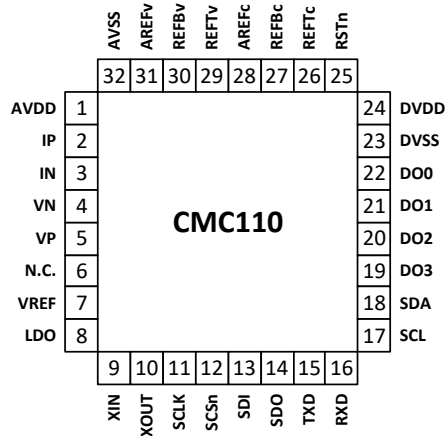 AVSS AREFv REFBv REFTv AREFc REFBc REFTc RSTn
32 31 30 29 28 27 26 25
AVDD 1 24 DVDD
IP 2 23 DVSS
IN 3 22 DO0
VN 4 21 DO1
CMC110
VP 5 20 DO2
N.C. 6 19 DO3
VREF 7 18 SDA
LDO 8 17 SCL
9 10 11 12 13 14 15 16
XIN XOUT SCLK SCSn SDI SDO TXD RXD